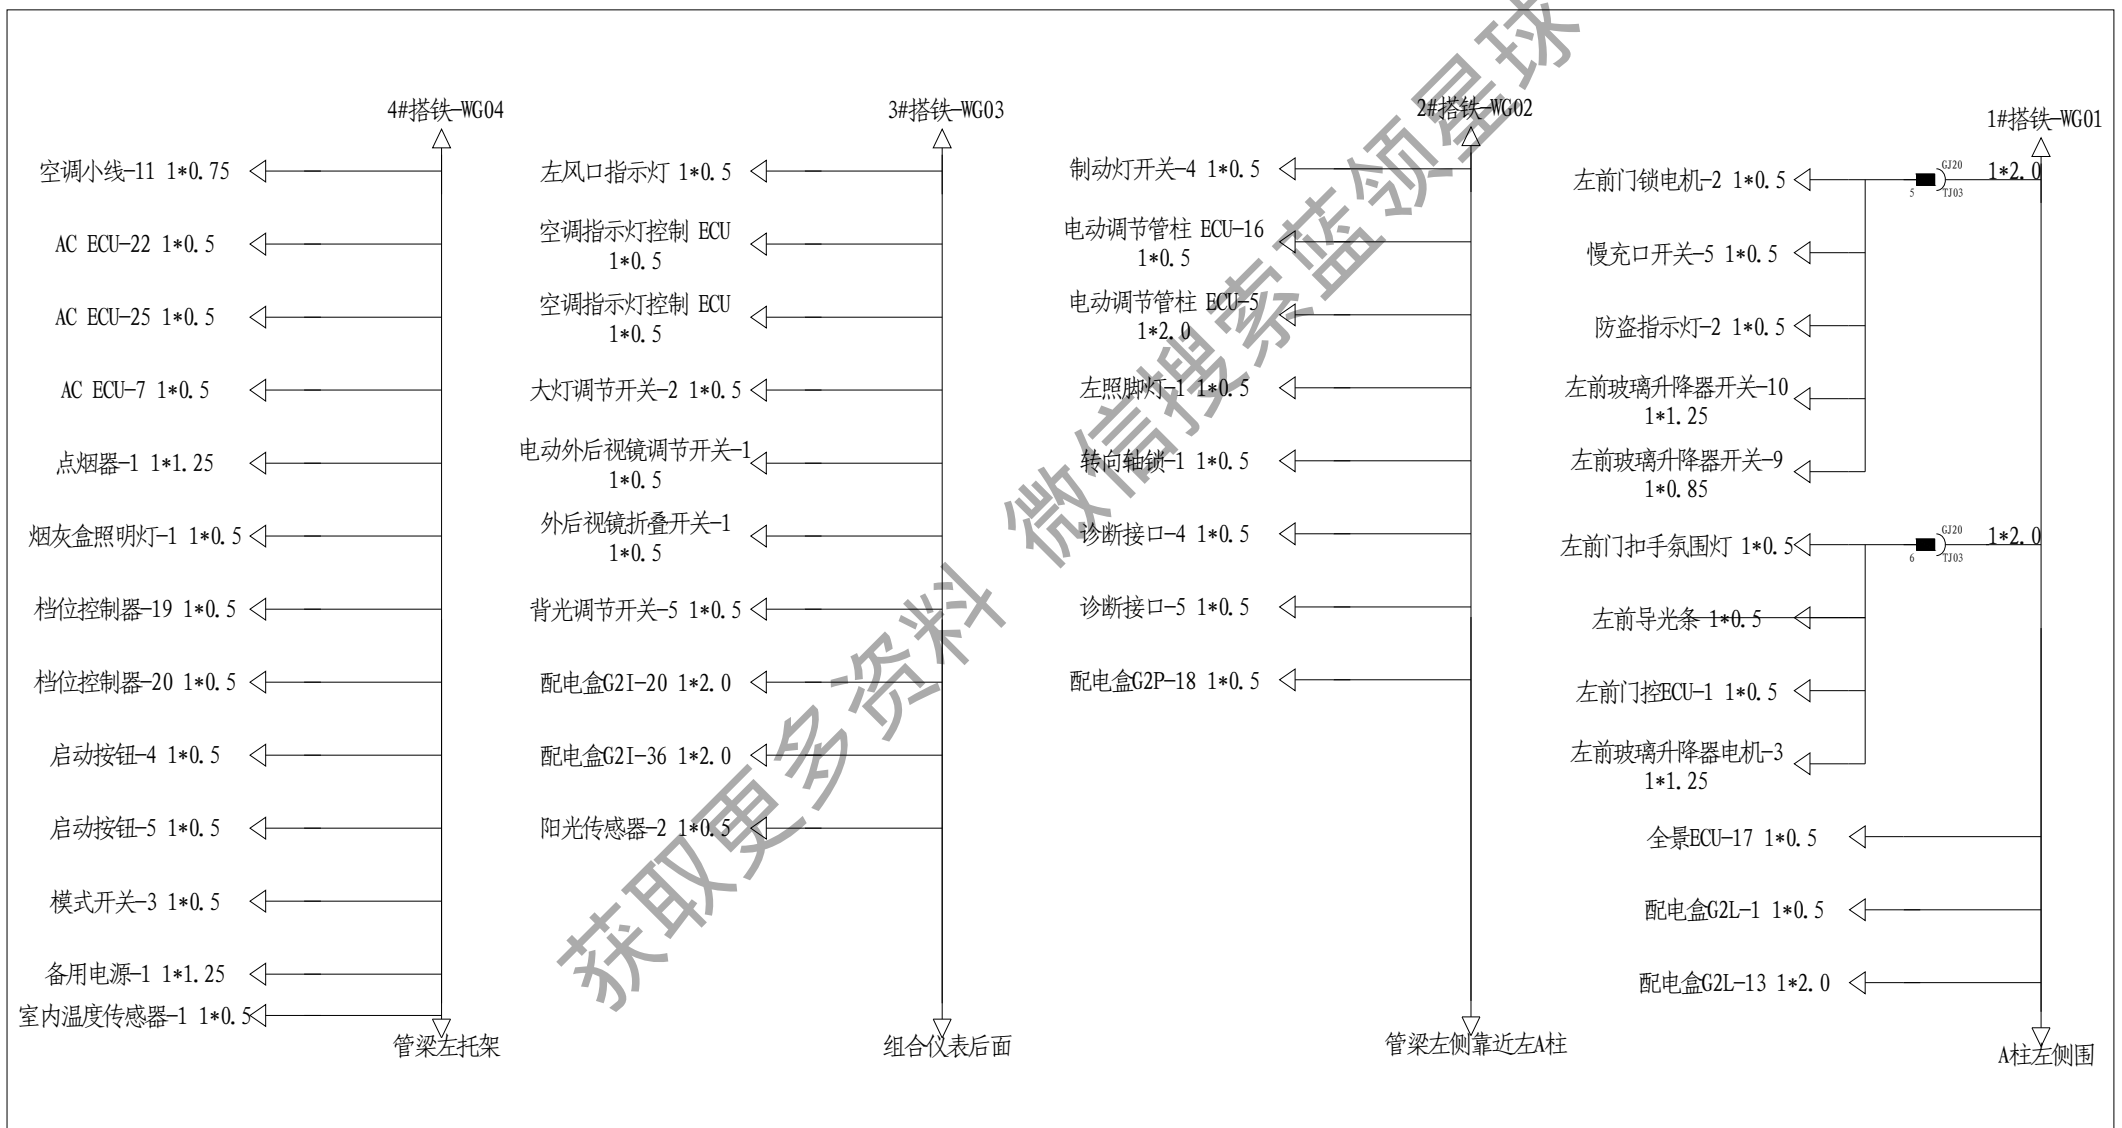 4#搭铁-WG04
空调小线-11 1*0.75
AC ECU-22 1*0.5
AC ECU-25 1*0.5
AC ECU-7 1*0.5
点烟器-1 1*1.25
烟灰盒照明灯-1 1*0.5
档位控制器-19 1*0.5
档位控制器-20 1*0.5
启动按钮-4 1*0.5
启动按钮-5 1*0.5
模式开关-3 1*0.5
备用电源-1 1*1.25
室内温度传感器-1 1*0.5
管梁左托架
3#搭铁-WG03
左风口指示灯 1*0.5
空调指示灯控制 ECU
1*0.5
空调指示灯控制 ECU
1*0.5
大灯调节开关-2 1*0.5
电动外后视镜调节开关-1
1*0.5
外后视镜折叠开关-1
1*0.5
背光调节开关-5 1*0.5
配电盒G2I-20 1*2.0
配电盒G2I-36 1*2.0
阳光传感器-2 1*0.5
组合仪表后面
2#搭铁-WG02
制动灯开关-4 1*0.5
电动调节管柱 ECU-16
1*0.5
电动调节管柱 ECU-5
1*2.0
左照脚灯-1 1*0.5
转向轴锁-1 1*0.5
诊断接口-4 1*0.5
诊断接口-5 1*0.5
配电盒G2P-18 1*0.5
管梁左侧靠近左A柱
1#搭铁-WG01
左前门锁电机-2 1*0.5
GJ20
1*2.0
5
TJ03
慢充口开关-5 1*0.5
防盗指示灯-2 1*0.5
左前玻璃升降器开关-10
1*1.25
左前玻璃升降器开关-9
1*0.85
左前门扣手氛围灯 1*0.5
GJ20
1*2.0
6
TJ03
左前导光条 1*0.5
左前门控ECU-1 1*0.5
左前玻璃升降器电机-3
1*1.25
全景ECU-17 1*0.5
配电盒G2L-1 1*0.5
配电盒G2L-13 1*2.0
A柱左侧围
获取更多资料 微信搜索蓝领星球